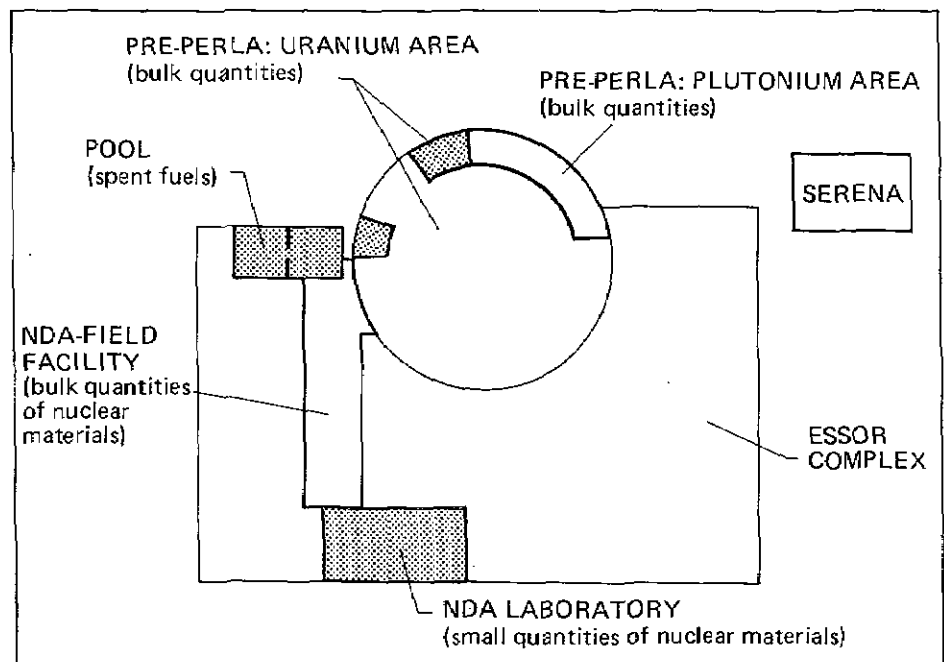 PRE-PERLA: URANIUM AREA
(bulk quantities)
PRE-PERLA: PLUTONIUM AREA
(bulk quantities)
POOL
(spent fuels)
SERENA
NDA-FIELD
FACILITY
(bulk quantities
of nuclear
materials)
ESSOR
COMPLEX
NDA LABORATORY
(small quantities of nuclear materials)